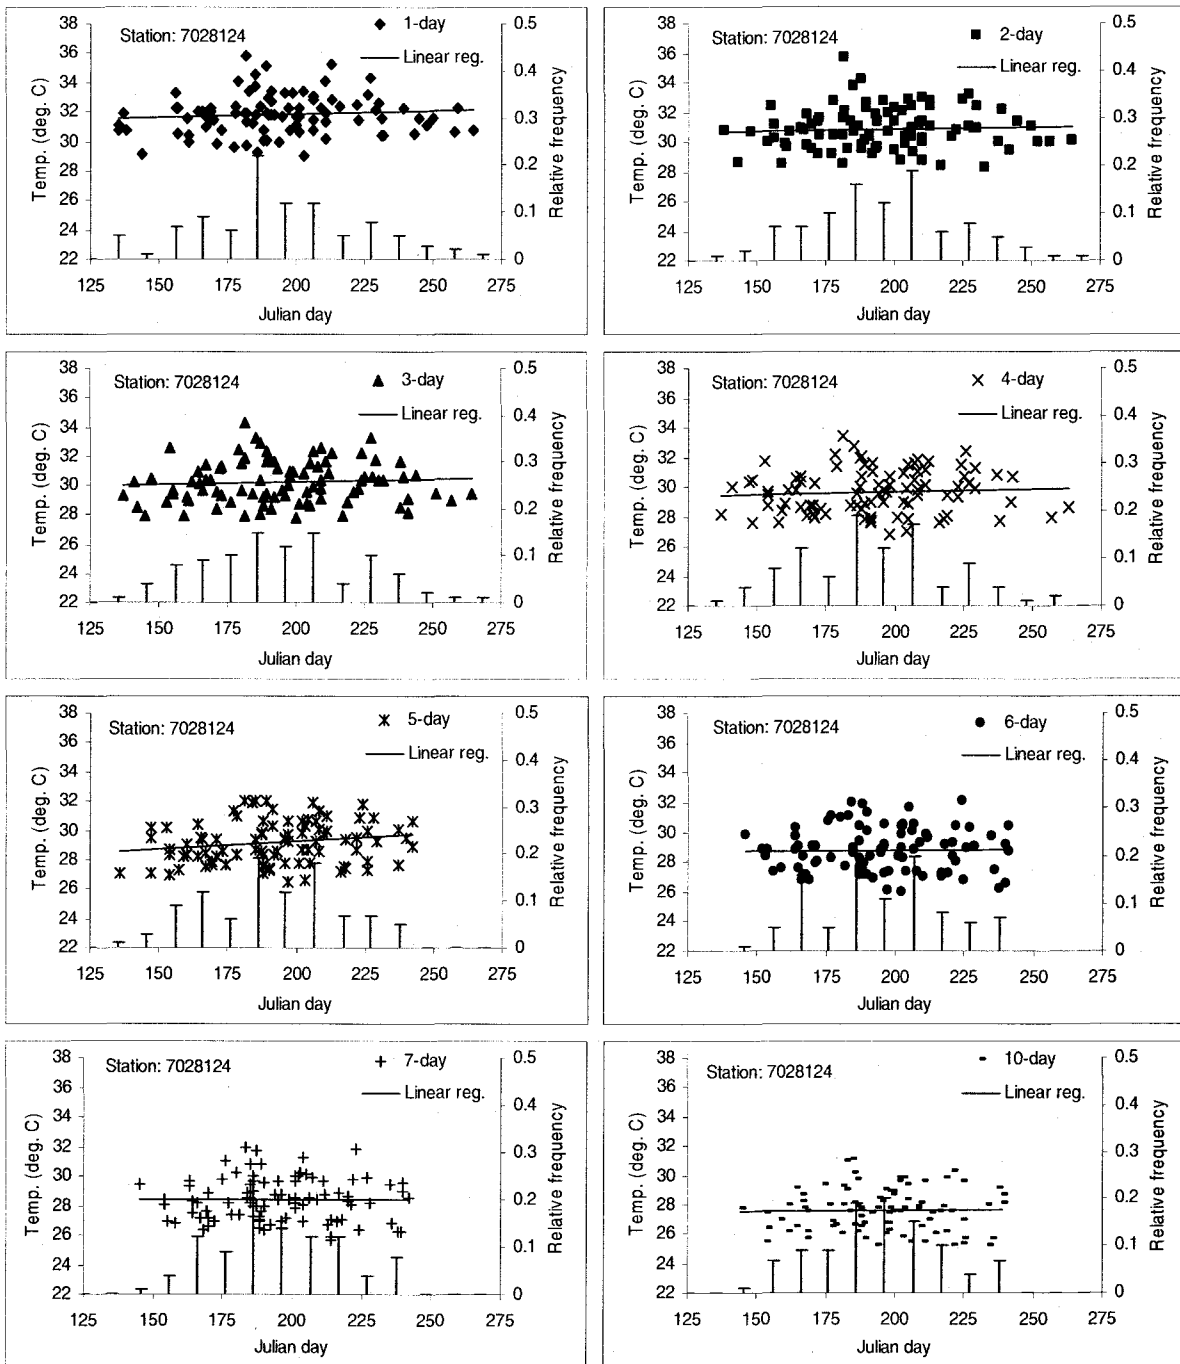 Station: 7028124
1-day
Linear reg.
Temp. (deg. C)
38
36
34
32
30
28
26
24
22
0.5
0.4
0.3
0.2
0.1
0
Relative frequency
125 150 175 200 225 250 275
Julian day
Station: 7028124
2-day
Linear reg.
Temp. (deg. C)
38
36
34
32
30
28
26
24
22
0.5
0.4
0.3
0.2
0.1
0
Relative frequency
125 150 175 200 225 250 275
Julian day
Station: 7028124
3-day
Linear reg.
Temp. (deg. C)
38
36
34
32
30
28
26
24
22
0.5
0.4
0.3
0.2
0.1
0
Relative frequency
125 150 175 200 225 250 275
Julian day
Station: 7028124
4-day
Linear reg.
Temp. (deg. C)
38
36
34
32
30
28
26
24
22
0.5
0.4
0.3
0.2
0.1
0
Relative frequency
125 150 175 200 225 250 275
Julian day
Station: 7028124
5-day
Linear reg.
Temp. (deg. C)
38
36
34
32
30
28
26
24
22
0.5
0.4
0.3
0.2
0.1
0
Relative frequency
125 150 175 200 225 250 275
Julian day
Station: 7028124
6-day
Linear reg.
Temp. (deg. C)
38
36
34
32
30
28
26
24
22
0.5
0.4
0.3
0.2
0.1
0
Relative frequency
125 150 175 200 225 250 275
Julian day
Station: 7028124
7-day
Linear reg.
Temp. (deg. C)
38
36
34
32
30
28
26
24
22
0.5
0.4
0.3
0.2
0.1
0
Relative frequency
125 150 175 200 225 250 275
Julian day
Station: 7028124
10-day
Linear reg.
Temp. (deg. C)
38
36
34
32
30
28
26
24
22
0.5
0.4
0.3
0.2
0.1
0
Relative frequency
125 150 175 200 225 250 275
Julian day